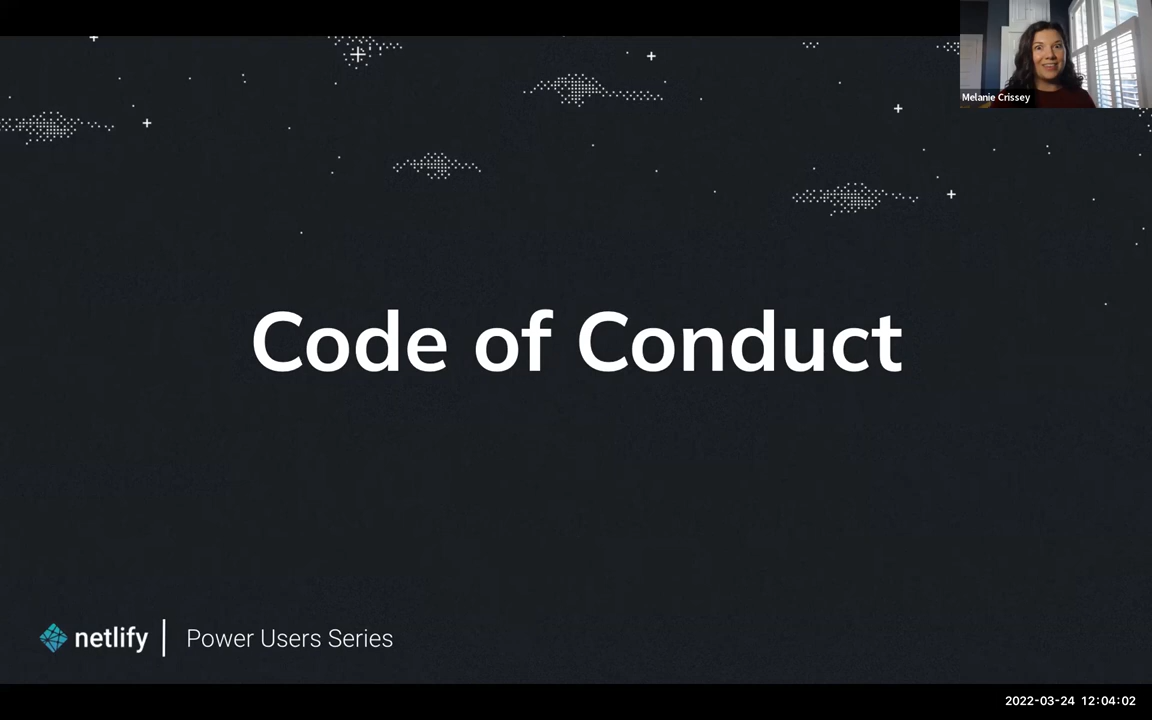 Melanie Crissey
Code of Conduct
netlify | Power Users Series
2022-03-24 12:04:02